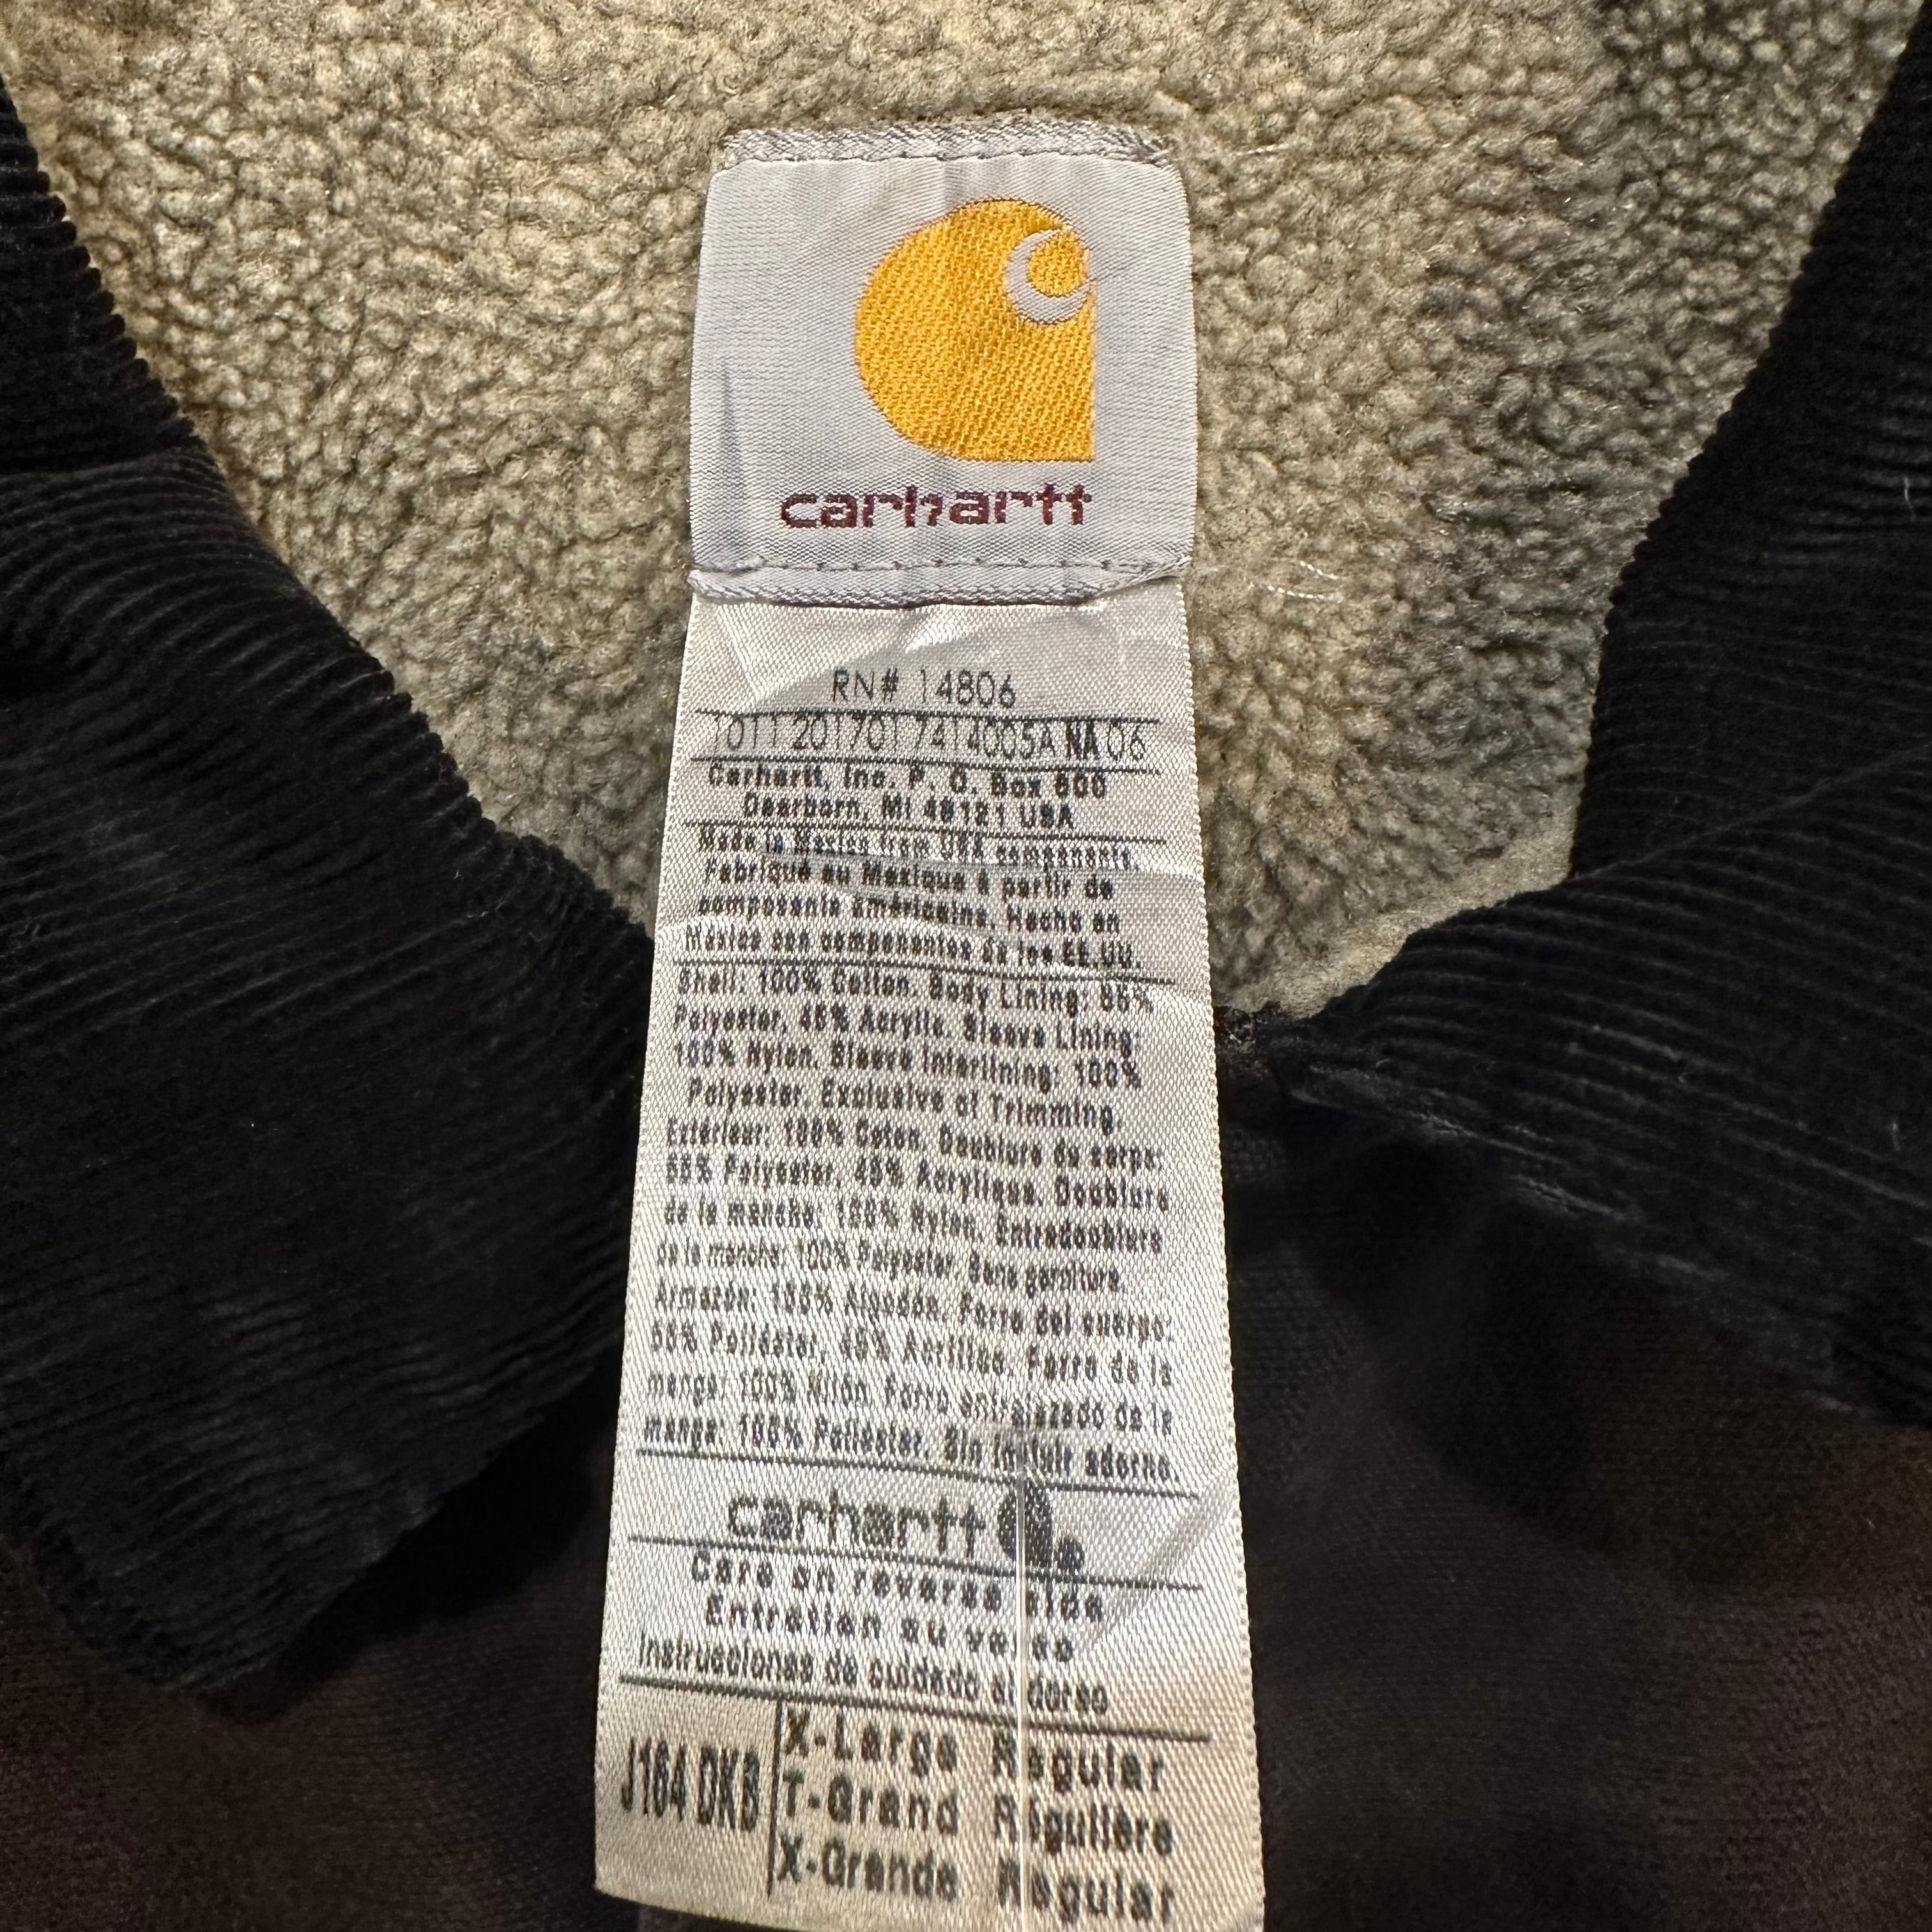 carhartt
RN# 14806
1011 201701 7414005A NA 06
Carhartt, Inc. P. O. Box 600
Dearborn, MI 48121 USA
Made in Mexico from USA components.
Fabriqué au Mexique à partir de
composants américains. Hecho en
México con componentes de los EE.UU.
Shell: 100% Cotton. Body Lining: 55%
Polyester, 45% Acrylic. Sleeve Lining:
100% Nylon. Sleeve Interlining: 100%
Polyester. Exclusive of Trimming.
Extérieur: 100% Coton. Doublure du corps:
55% Polyester, 45% Acrylique. Doublure
de la manche: 100% Nylon. Entredoublure
de la manche: 100% Polyester. Sans garniture.
Armazón: 100% Algodon. Forro del cuerpo:
55% Poliéster, 45% Acrílico. Forro de la
manga: 100% Nilon. Forro entrelazado de la
manga: 100% Poliéster. Sin incluir adorno.
carhartt
Care on reverse side
Entretien au verso
Instrucciones de cuidado al dorso
J164 DKB
X-Large Regular
T-Grand Régulière
X-Grande Regular